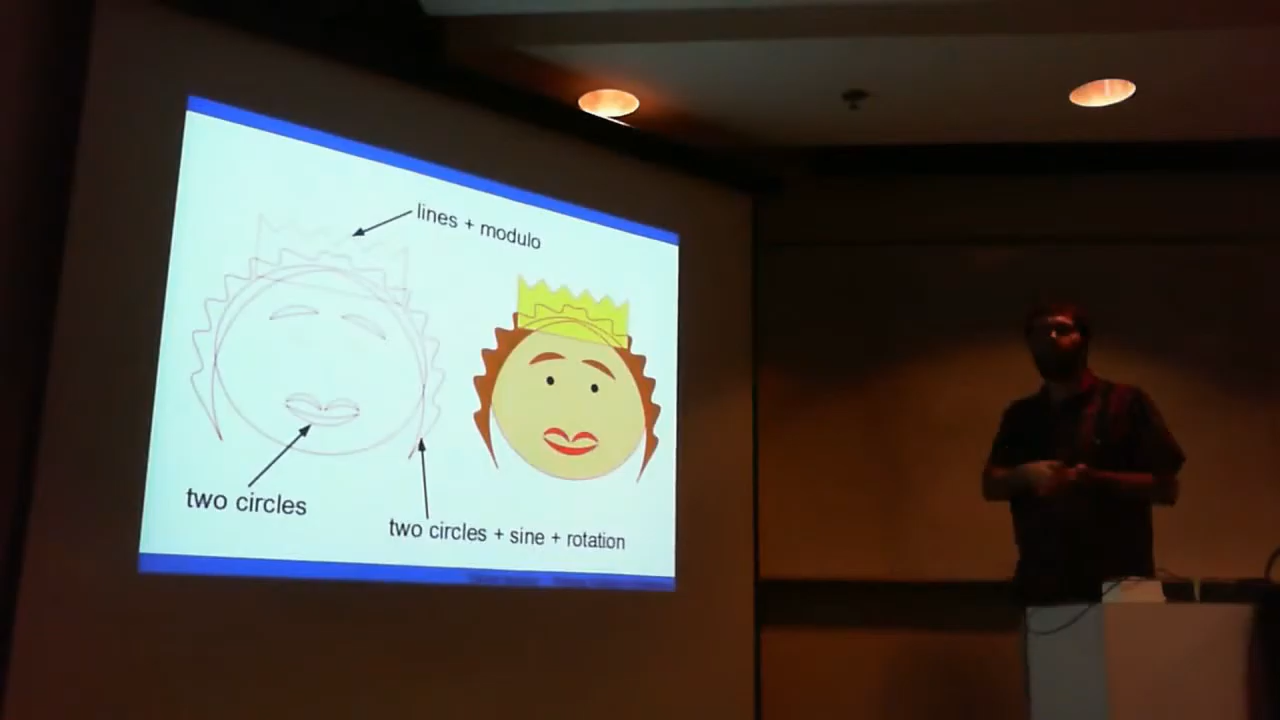 lines + modulo
two circles
two circles + sine + rotation